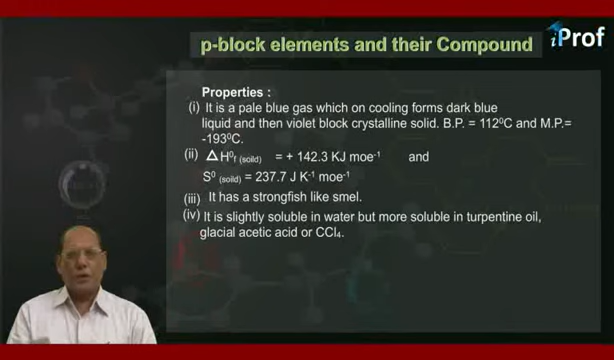 p-block elements and their Compound
iProf
Properties :
(i) It is a pale blue gas which on cooling forms dark blue
liquid and then violet block crystalline solid. B.P. = 112⁰C and M.P.=
-193⁰C.
(ii) ΔH⁰f (soild) = + 142.3 KJ moe⁻¹ and
S⁰ (soild) = 237.7 J K⁻¹ moe⁻¹
(iii) It has a strongfish like smel.
(iv) It is slightly soluble in water but more soluble in turpentine oil,
glacial acetic acid or CCl₄.